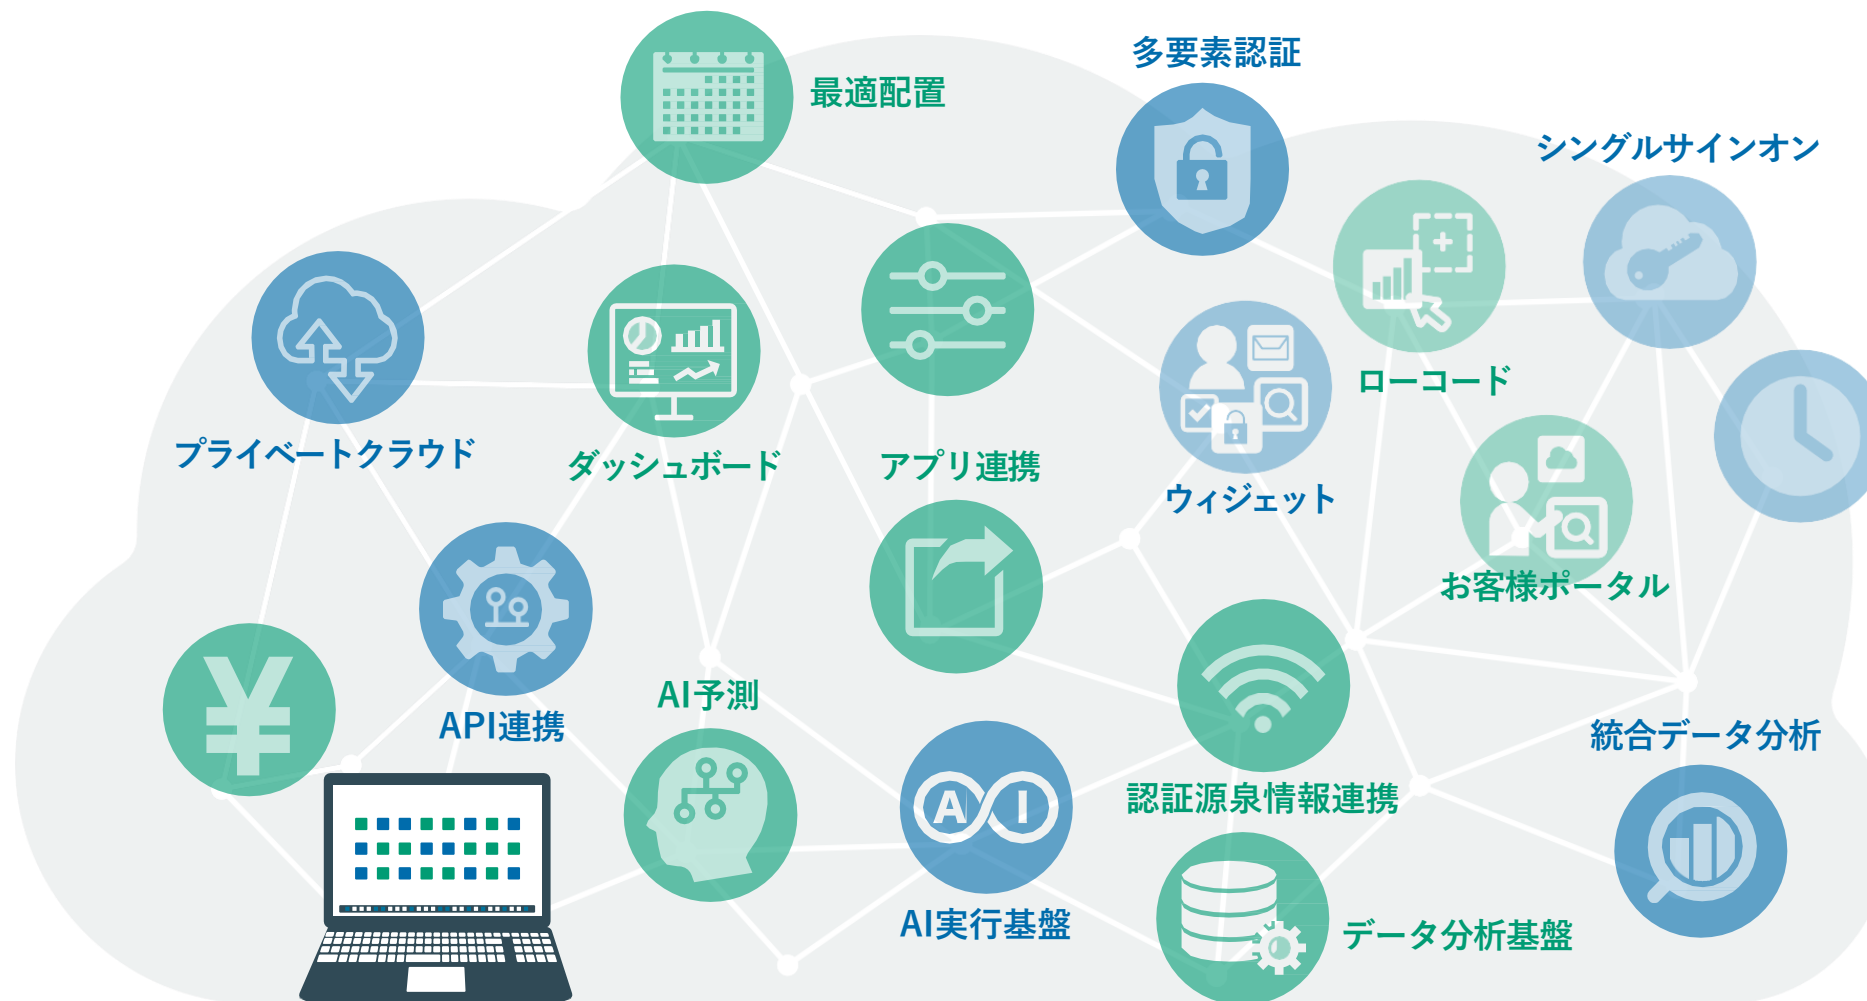 多要素認証
最適配置
シングルサインオン
ローコード
プライベートクラウド
ダッシュボード
アプリ連携
ウィジェット
お客様ポータル
¥
AI予測
API連携
統合データ分析
認証源泉情報連携
AI
AI実行基盤
データ分析基盤